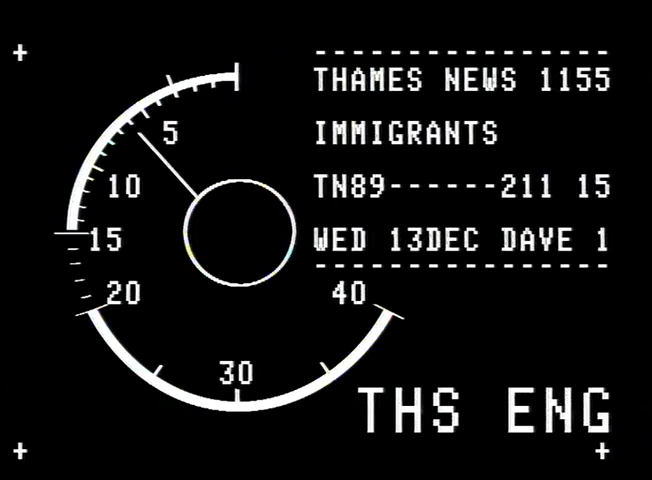 ----------------
THAMES NEWS 1155
IMMIGRANTS
TN89------211 15
WED 13DEC DAVE 1
----------------
5
10
15
20
30
40
THS ENG